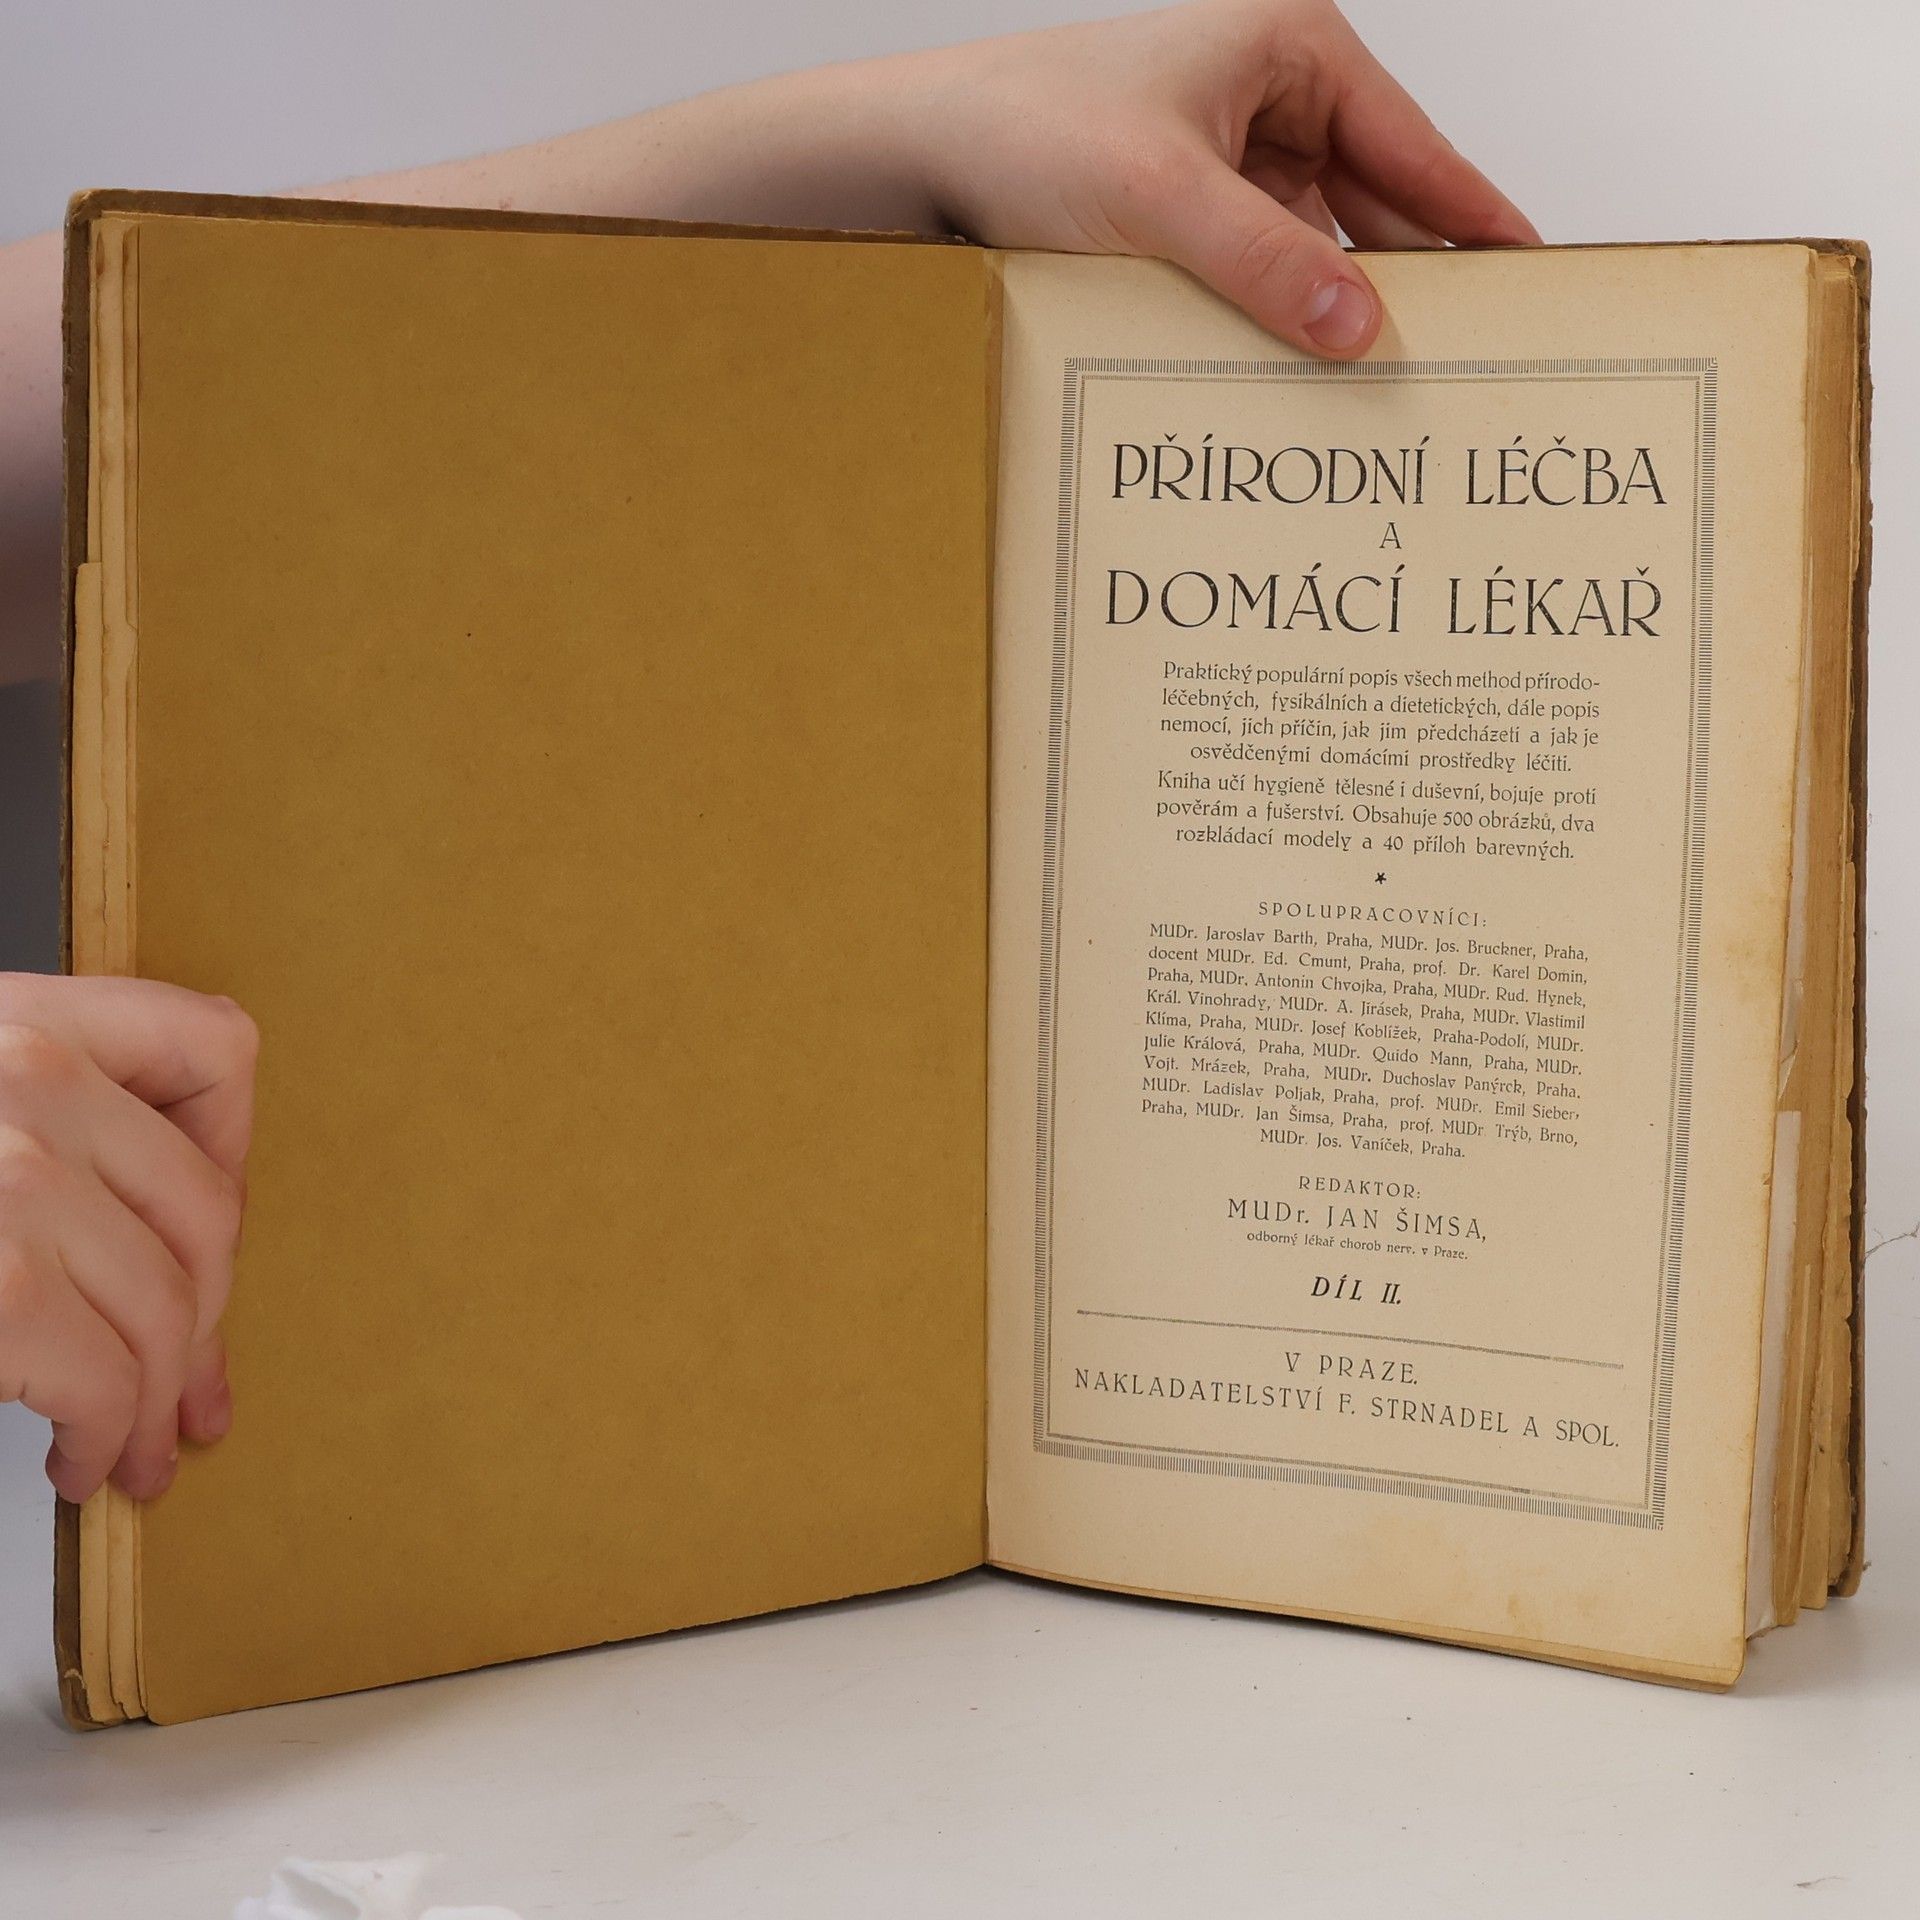 PŘÍRODNÍ LÉČBA
A
DOMÁCÍ LÉKAŘ
Praktický populární popis všech method přírodo-
léčebných, fysikálních a dietetických, dále popis
nemocí, jich příčin, jak jim předcházeti a jak je
osvědčenými domácími prostředky léčiti.
Kniha učí hygieně tělesné i duševní, bojuje proti
pověrám a fušerství. Obsahuje 500 obrázků, dva
rozkládací modely a 40 příloh barevných.
*
SPOLUPRACOVNÍCI:
MUDr. Jaroslav Barth, Praha, MUDr. Jos. Bruckner, Praha,
docent MUDr. Ed. Cmunt, Praha, prof. Dr. Karel Domin,
Praha, MUDr. Antonin Chvojka, Praha, MUDr. Rud. Hynek,
Král. Vinohrady, MUDr. A. Jirásek, Praha, MUDr. Vlastimil
Klíma, Praha, MUDr. Josef Koblížek, Praha-Podolí, MUDr.
Julie Králová, Praha, MUDr. Quido Mann, Praha, MUDr.
Vojt. Mrázek, Praha, MUDr. Duchoslav Panýrek, Praha.
MUDr. Ladislav Poljak, Praha, prof. MUDr. Emil Sieber,
Praha, MUDr. Jan Šimsa, Praha, prof. MUDr. Trýb, Brno,
MUDr. Jos. Vaníček, Praha.
REDAKTOR:
MUDr. JAN ŠIMSA,
odborný lékař chorob nerv. v Praze.
DÍL II.
V PRAZE.
NAKLADATELSTVÍ F. STRNADEL A SPOL.